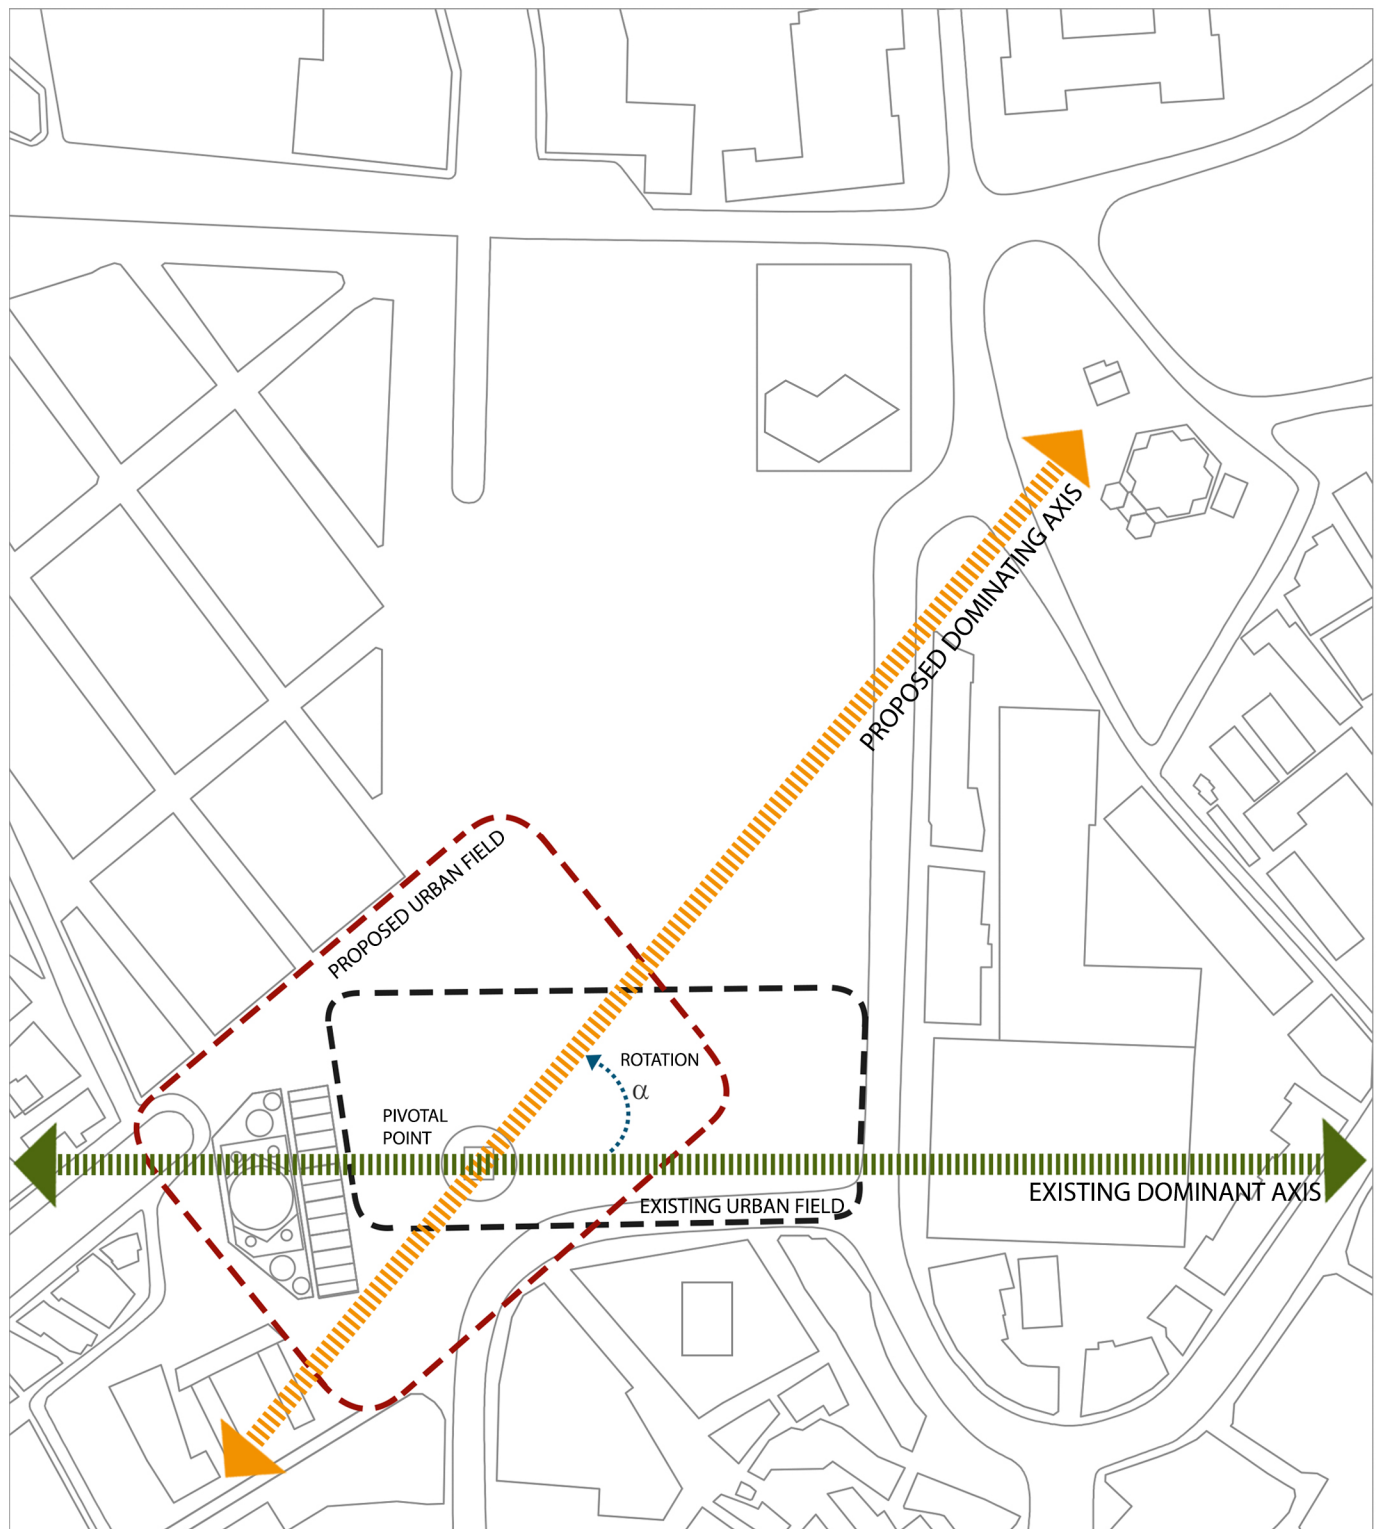 PROPOSED DOMINATING AXIS
PROPOSED URBAN FIELD
ROTATION
α
PIVOTAL
POINT
EXISTING DOMINANT AXIS
EXISTING URBAN FIELD